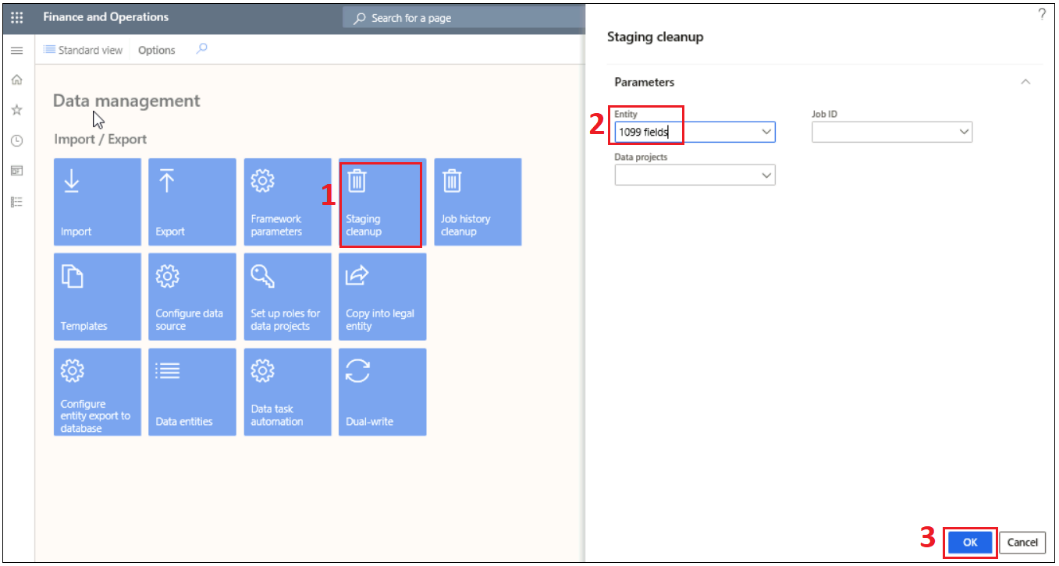 Finance and Operations
Search for a page
?
Staging cleanup
Standard view
Options
Parameters
Data management
Import / Export
2
Entity
1099 fields
Job ID
Data projects
1
Import
Export
Framework
parameters
Staging
cleanup
Job history
cleanup
Templates
Configure data
source
Set up roles for
data projects
Copy into legal
entity
Configure
entity export to
database
Data entities
Data task
automation
Dual-write
3
OK
Cancel